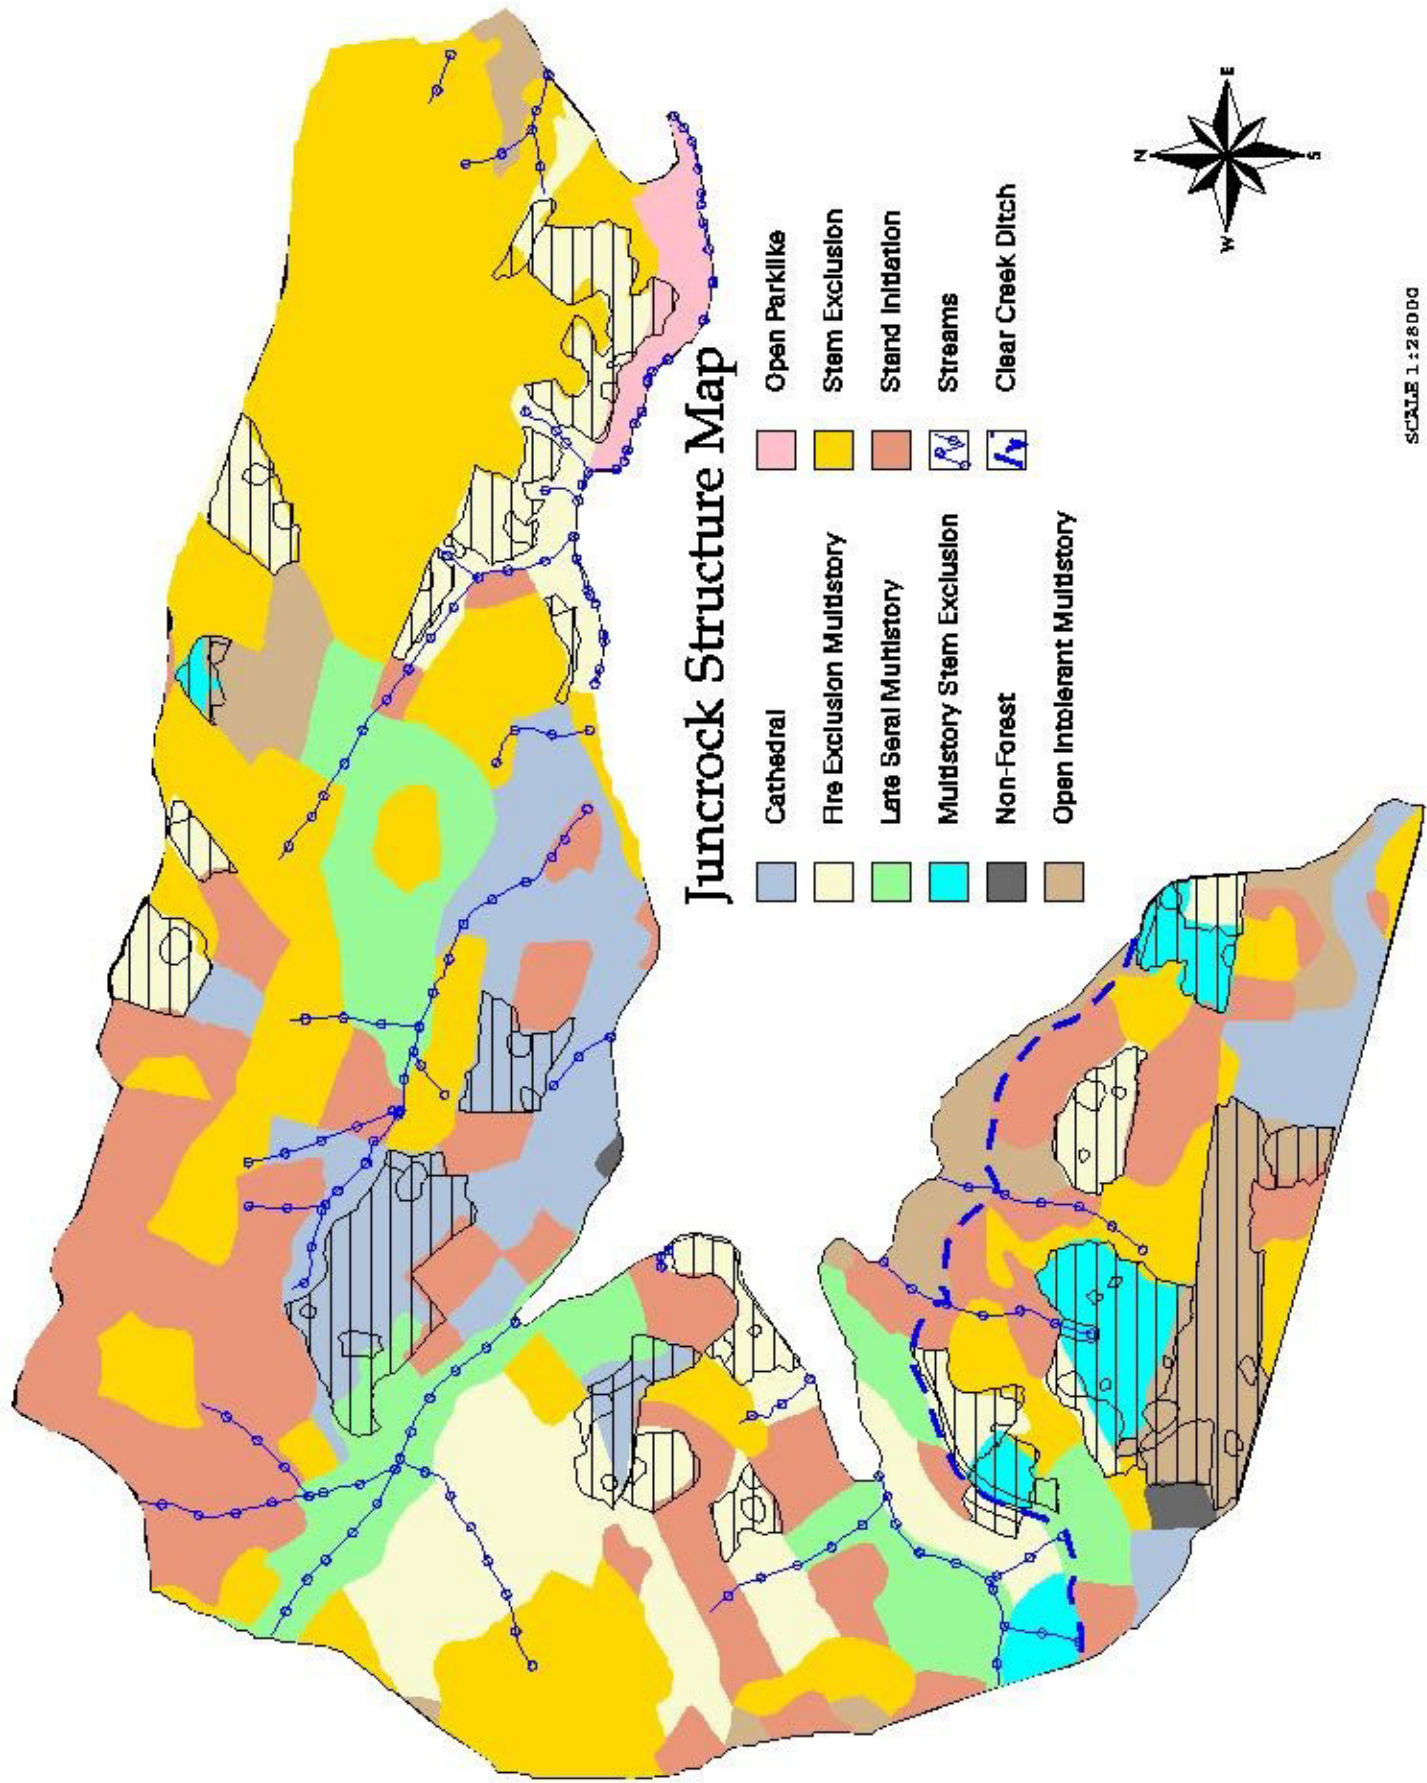 Juncrock Structure Map
Cathedral
Fire Exclusion Multistory
Late Seral Multistory
Multistory Stem Exclusion
Non-Forest
Open Intolerant Multistory
Open Parklike
Stem Exclusion
Stand Initiation
Streams
Clear Creek Ditch
N
W
E
S
SCALE 1:28000